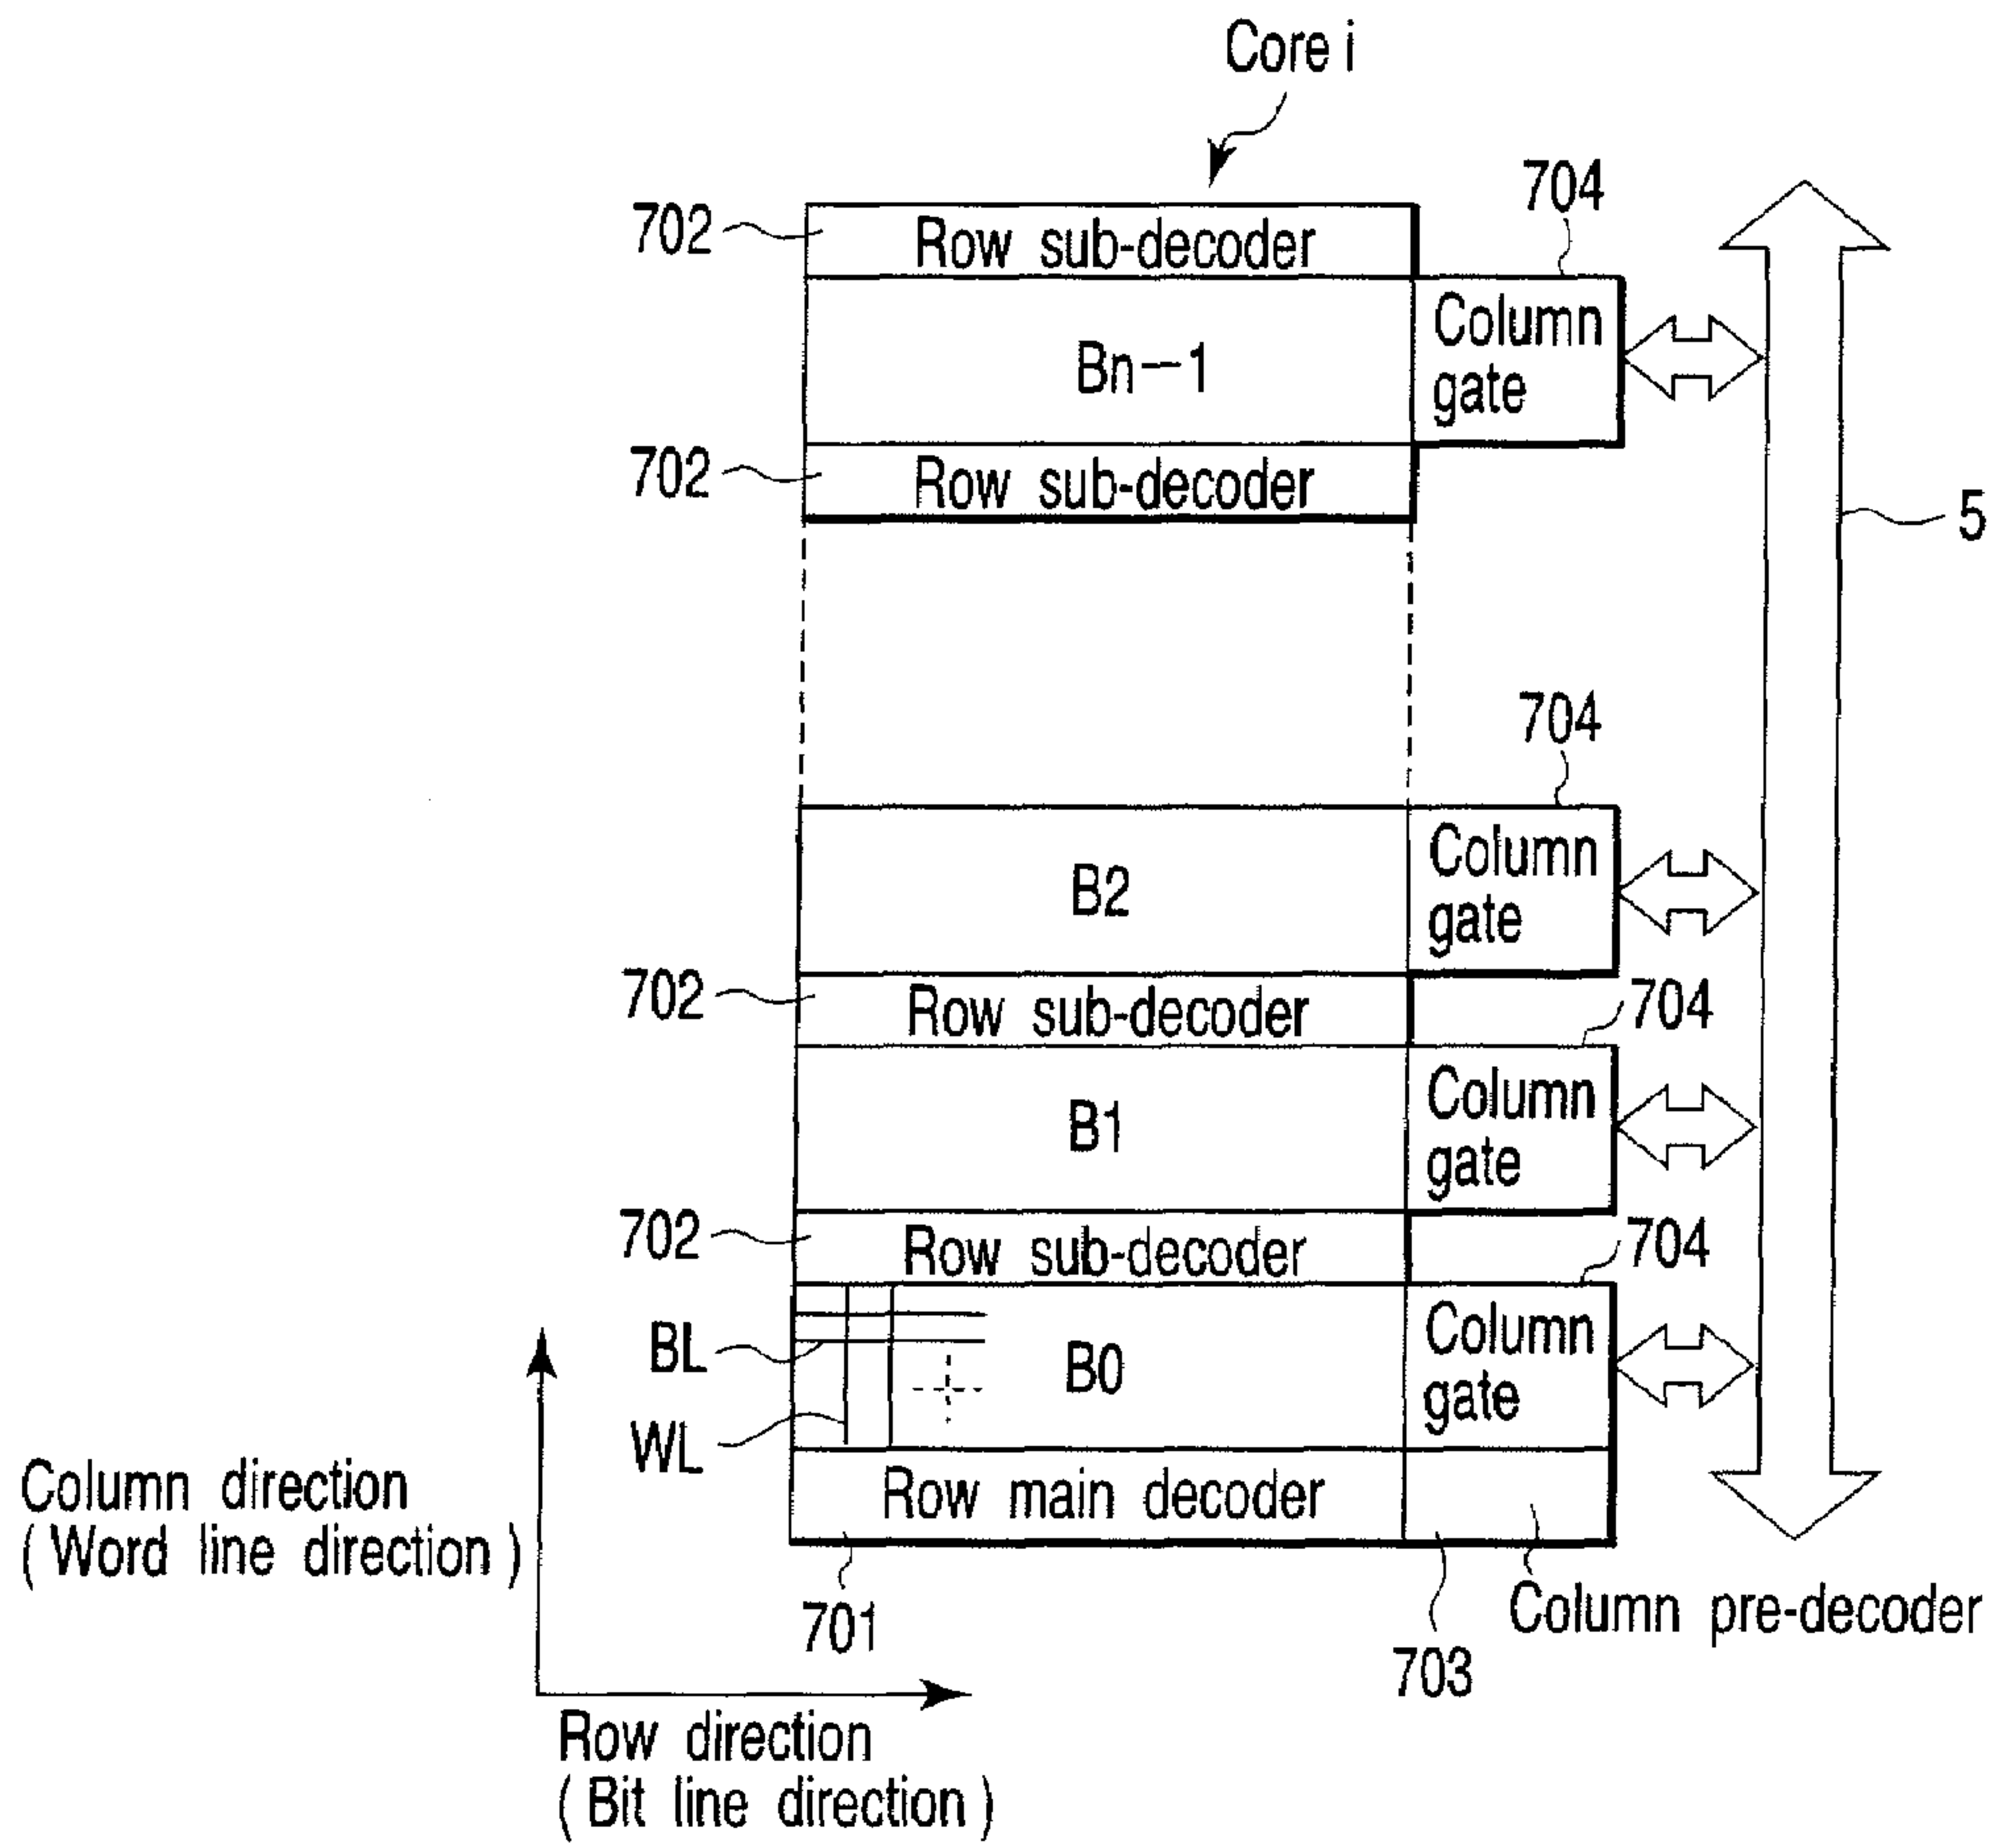 Core i
704
702
Row sub-decoder
Column
gate
Bn—1
702
Row sub-decoder
5
704
Column
gate
B2
702
Row sub-decoder
704
Column
gate
B1
702
Row sub-decoder
704
BL
B0
Column
gate
WL
Column direction
(Word line direction)
Row main decoder
701
703
Column pre-decoder
Row direction
(Bit line direction)